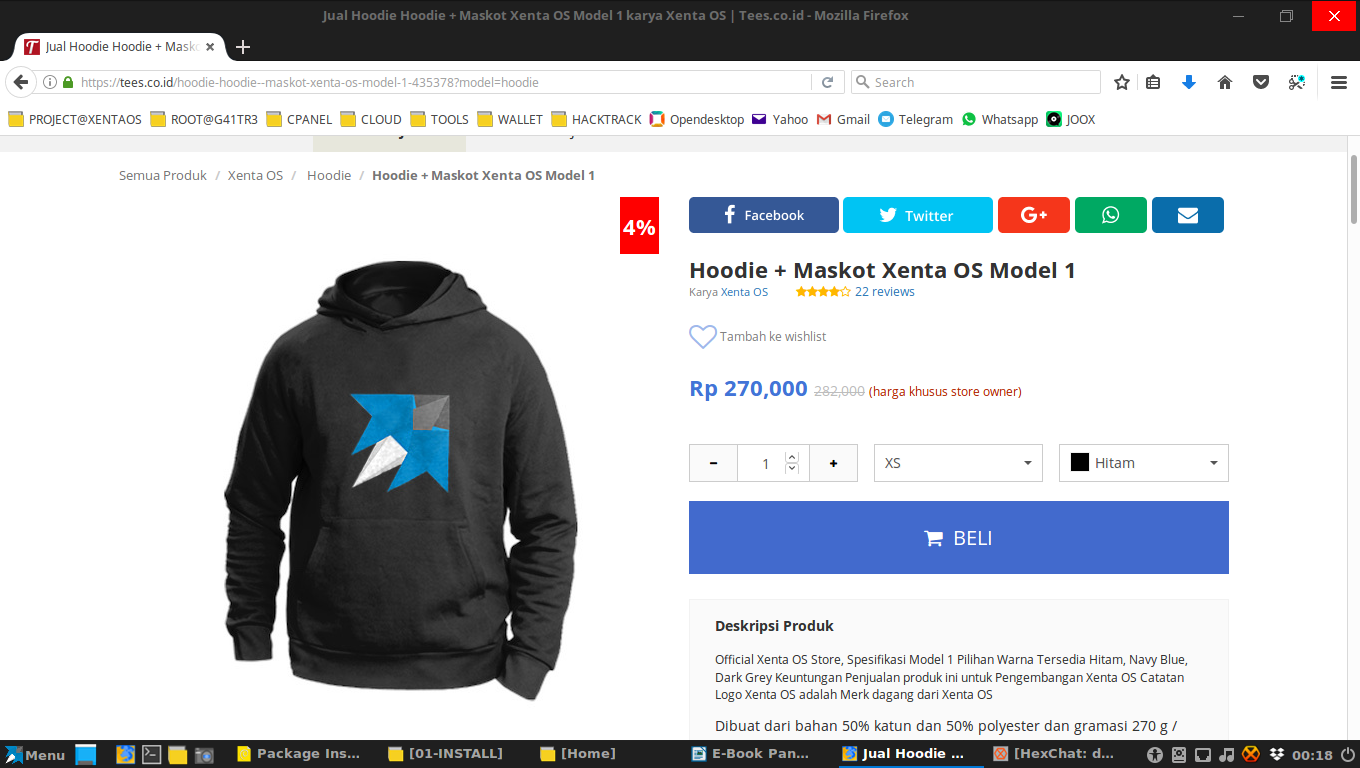 Jual Hoodie Hoodie + Maskot Xenta OS Model 1 karya Xenta OS | Tees.co.id - Mozilla Firefox
Jual Hoodie Hoodie + Mask
https://tees.co.id/hoodie-hoodie--maskot-xenta-os-model-1-435378?model=hoodie
Search
PROJECT@XENTAOS ROOT@G41TR3 CPANEL CLOUD TOOLS WALLET HACKTRACK Opendesktop Yahoo Gmail Telegram Whatsapp JOOX
Semua Produk / Xenta OS / Hoodie / Hoodie + Maskot Xenta OS Model 1
4%
Facebook Twitter G+
Hoodie + Maskot Xenta OS Model 1
Karya Xenta OS 22 reviews
Tambah ke wishlist
Rp 270,000 282,000 (harga khusus store owner)
- 1 + XS Hitam
BELI
Deskripsi Produk
Official Xenta OS Store, Spesifikasi Model 1 Pilihan Warna Tersedia Hitam, Navy Blue,
Dark Grey Keuntungan Penjualan produk ini untuk Pengembangan Xenta OS Catatan
Logo Xenta OS adalah Merk dagang dari Xenta OS
Dibuat dari bahan 50% katun dan 50% polyester dan gramasi 270 g /
Menu Package Ins... [01-INSTALL] [Home] E-Book Pan... Jual Hoodie ... [HexChat: d... 00:18